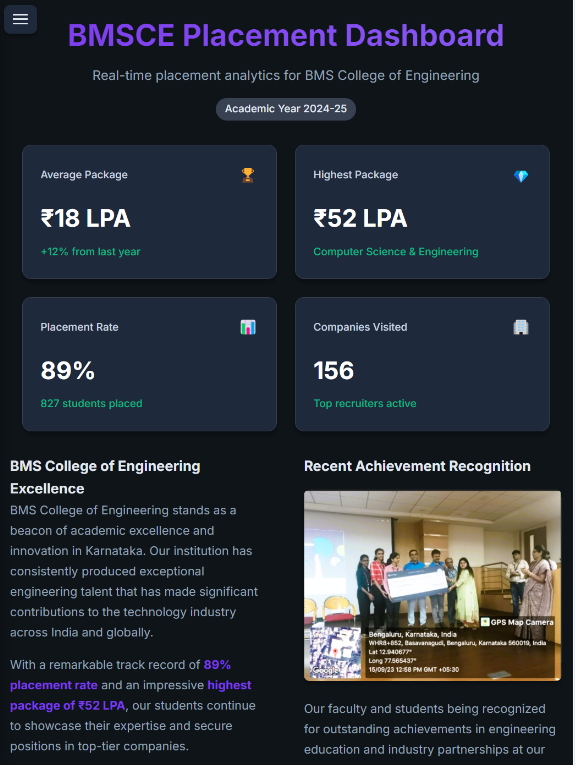 BMSCE Placement Dashboard
Real-time placement analytics for BMS College of Engineering
Academic Year 2024-25
Average Package
₹18 LPA
+12% from last year
Highest Package
₹52 LPA
Computer Science & Engineering
Placement Rate
89%
827 students placed
Companies Visited
156
Top recruiters active
BMS College of Engineering
Excellence
BMS College of Engineering stands as a
beacon of academic excellence and
innovation in Karnataka. Our institution has
consistently produced exceptional
engineering talent that has made significant
contributions to the technology industry
across India and globally.
With a remarkable track record of 89%
placement rate and an impressive highest
package of ₹52 LPA, our students continue
to showcase their expertise and secure
positions in top-tier companies.
Recent Achievement Recognition
GPS Map Camera
Bengaluru, Karnataka, India
WHR8+852, Basavanagudi, Bengaluru, Karnataka 560019, India
Lat 12.940677°
Long 77.565437°
15/09/23 12:58 PM GMT +05:30
Google
Our faculty and students being recognized
for outstanding achievements in engineering
education and industry partnerships at our